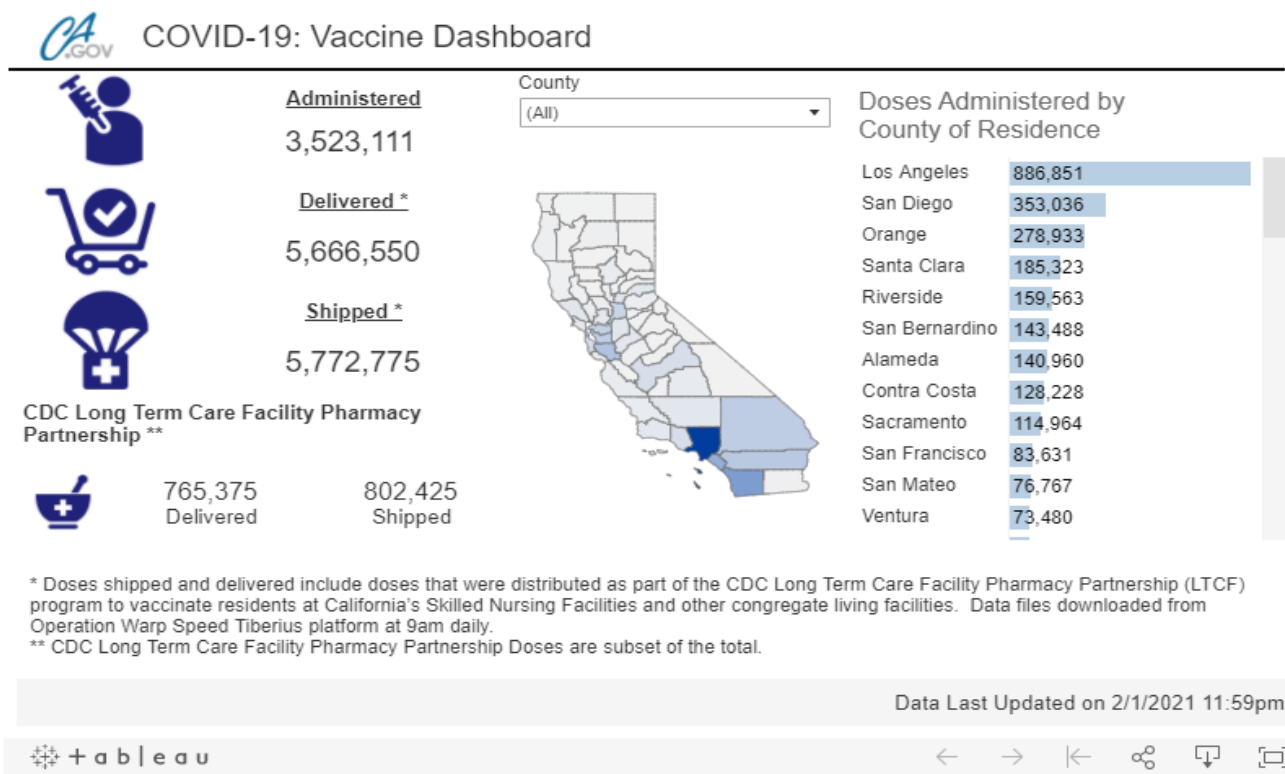 CA
.GOV
COVID-19: Vaccine Dashboard
Administered
3,523,111
Delivered *
5,666,550
Shipped *
5,772,775
CDC Long Term Care Facility Pharmacy
Partnership **
765,375
Delivered
802,425
Shipped
County
(All)
Doses Administered by
County of Residence
Los Angeles 886,851
San Diego 353,036
Orange 278,933
Santa Clara 185,323
Riverside 159,563
San Bernardino 143,488
Alameda 140,960
Contra Costa 128,228
Sacramento 114,964
San Francisco 83,631
San Mateo 76,767
Ventura 73,480
* Doses shipped and delivered include doses that were distributed as part of the CDC Long Term Care Facility Pharmacy Partnership (LTCF)
program to vaccinate residents at California's Skilled Nursing Facilities and other congregate living facilities. Data files downloaded from
Operation Warp Speed Tiberius platform at 9am daily.
** CDC Long Term Care Facility Pharmacy Partnership Doses are subset of the total.
Data Last Updated on 2/1/2021 11:59pm
+ a b | e a u